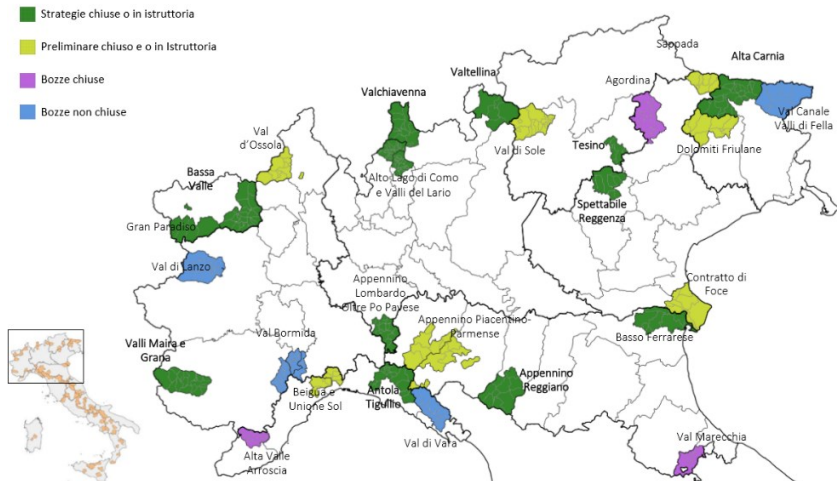 Strategie chiuse o in istruttoria
Preliminare chiuso e o in Istruttoria
Bozze chiuse
Bozze non chiuse
Sappada
Alta Carnia
Valtellina
Agordina
Valchiavenna
Val
d'Ossola
Val Canale
Valli di Fella
Val di Sole
Tesino
Dolomiti Friulane
Bassa
Valle
Alto Lago di Como
e Valli del Lario
Spettabile
Reggenza
Gran Paradiso
Val di Lanzo
Contratto di
Foce
Appennino
Lombardo
Oltre Po Pavese
Appennino Piacentino-
Parmense
Basso Ferrarese
Val Bormida
Valli Maira e
Grana
Appennino
Reggiano
Beigua e
Unione Sol
Antola
Tigullio
Val di Vara
Val Marecchia
Alta Valle
Arroscia